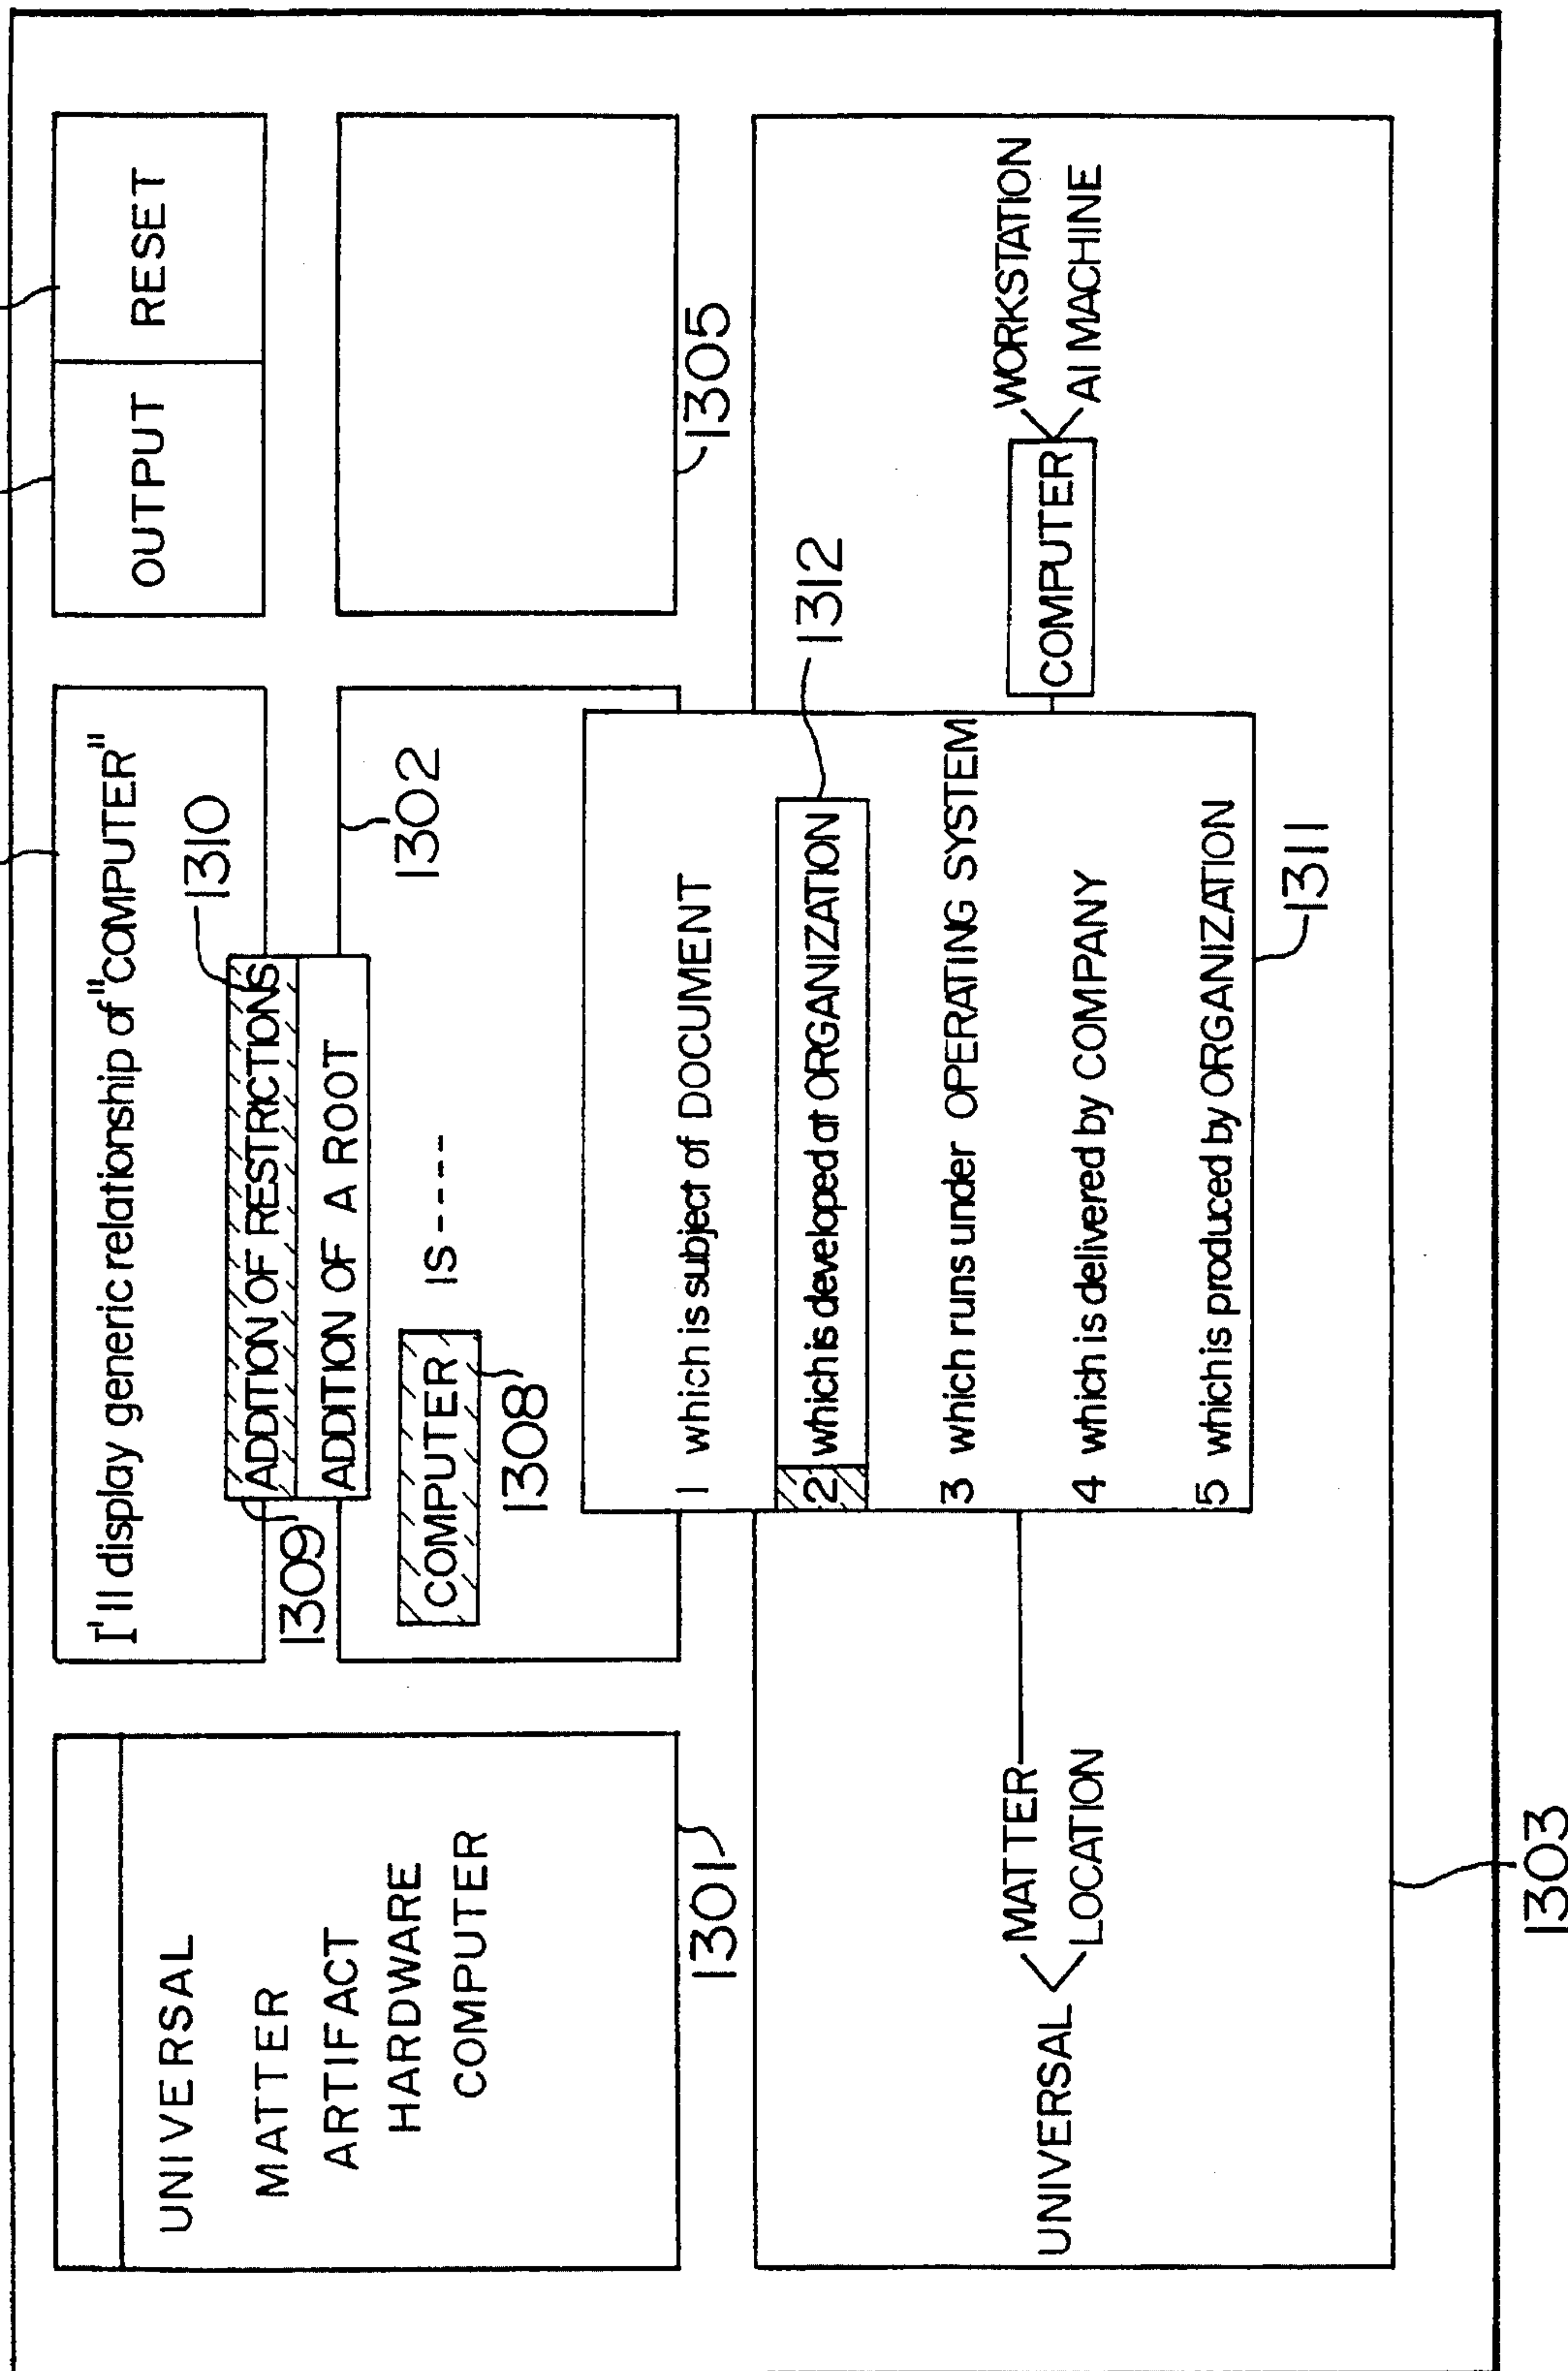 UNIVERSAL
MATTER
ARTIFACT
HARDWARE
COMPUTER
1301
I'll display generic relationship of "COMPUTER"
1310
ADDITION OF RESTRICTIONS
ADDITION OF A ROOT
1309
1302
COMPUTER IS-----
1308
OUTPUT RESET
1305
1 which is subject of DOCUMENT
1312
2 which is developed at ORGANIZATION
3 which runs under OPERATING SYSTEM
4 which is delivered by COMPANY
5 which is produced by ORGANIZATION
1311
UNIVERSAL
MATTER
LOCATION
COMPUTER
WORKSTATION
AI MACHINE
1303